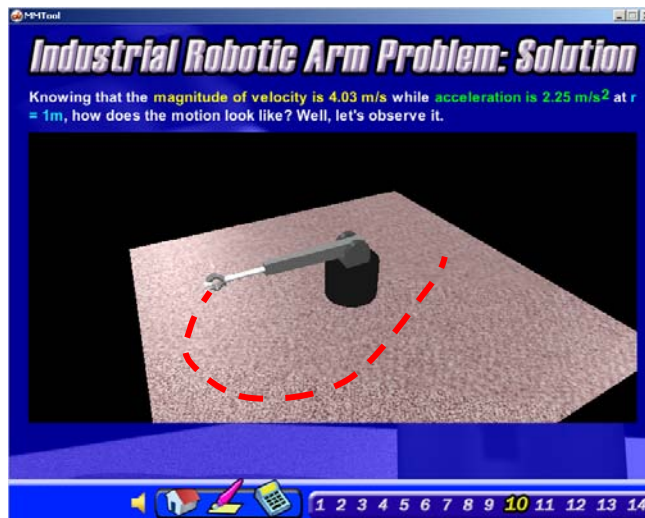 MMTool
Industrial Robotic Arm Problem: Solution
Knowing that the magnitude of velocity is 4.03 m/s while acceleration is 2.25 m/s² at r
= 1m, how does the motion look like? Well, let's observe it.
1 2 3 4 5 6 7 8 9 10 11 12 13 14